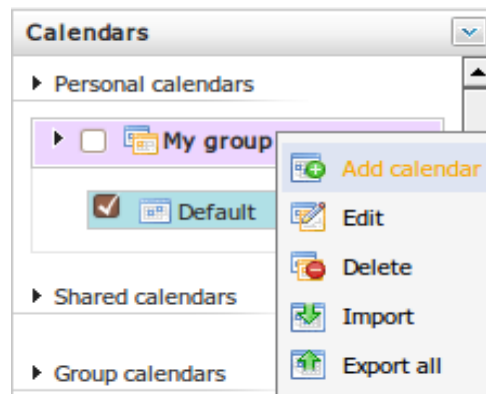 Calendars
Personal calendars
My group
Add calendar
Default
Edit
Delete
Shared calendars
Import
Group calendars
Export all